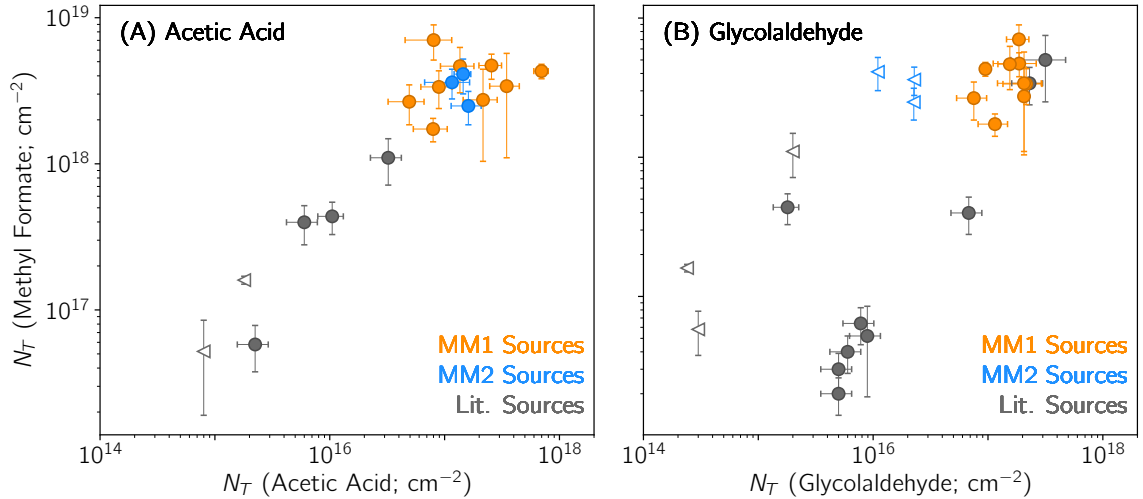 (A) Acetic Acid
(B) Glycolaldehyde
10^19
10^18
10^17
N_T (Methyl Formate; cm^−2)
MM1 Sources
MM2 Sources
Lit. Sources
MM1 Sources
MM2 Sources
Lit. Sources
10^14
10^16
10^18
10^14
10^16
10^18
N_T (Acetic Acid; cm^−2)
N_T (Glycolaldehyde; cm^−2)